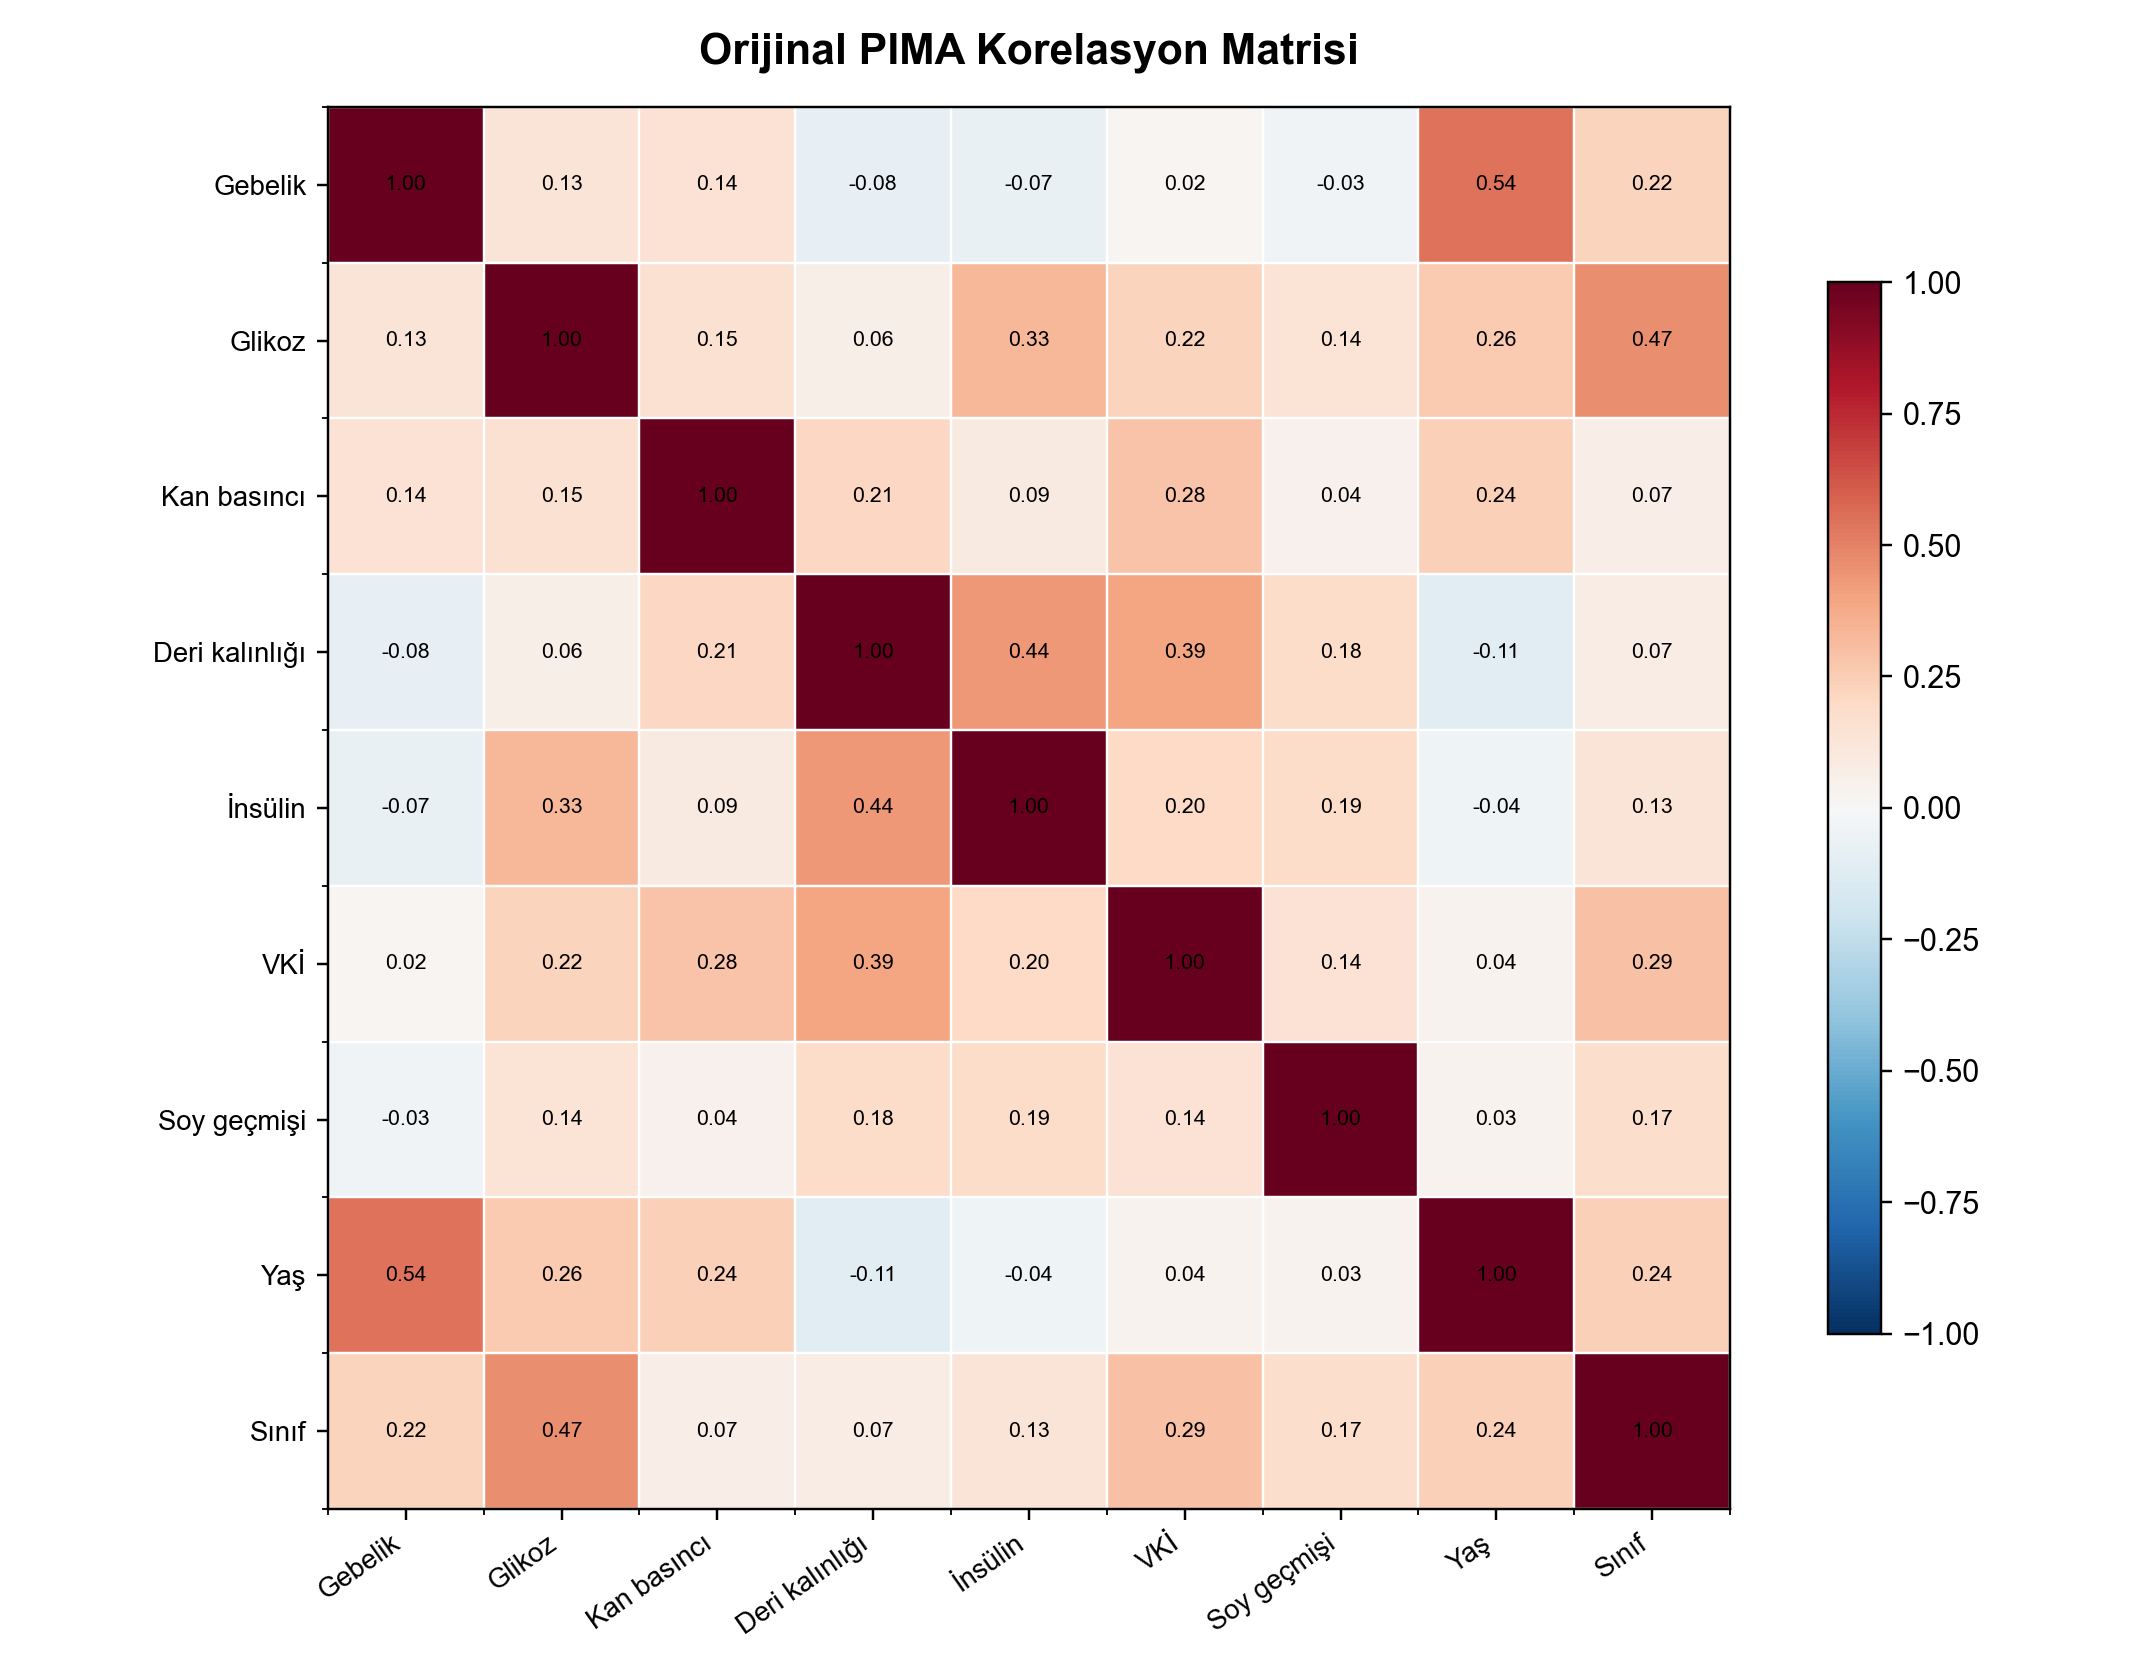 Orijinal PIMA Korelasyon Matrisi
Gebelik 1.00 0.13 0.14 -0.08 -0.07 0.02 -0.03 0.54 0.22
Glikoz 0.13 1.00 0.15 0.06 0.33 0.22 0.14 0.26 0.47
Kan basıncı 0.14 0.15 1.00 0.21 0.09 0.28 0.04 0.24 0.07
Deri kalınlığı -0.08 0.06 0.21 1.00 0.44 0.39 0.18 -0.11 0.07
İnsülin -0.07 0.33 0.09 0.44 1.00 0.20 0.19 -0.04 0.13
VKİ 0.02 0.22 0.28 0.39 0.20 1.00 0.14 0.04 0.29
Soy geçmişi -0.03 0.14 0.04 0.18 0.19 0.14 1.00 0.03 0.17
Yaş 0.54 0.26 0.24 -0.11 -0.04 0.04 0.03 1.00 0.24
Sınıf 0.22 0.47 0.07 0.07 0.13 0.29 0.17 0.24 1.00
Gebelik Glikoz Kan basıncı Deri kalınlığı İnsülin VKİ Soy geçmişi Yaş Sınıf
1.00
0.75
0.50
0.25
0.00
−0.25
−0.50
−0.75
−1.00